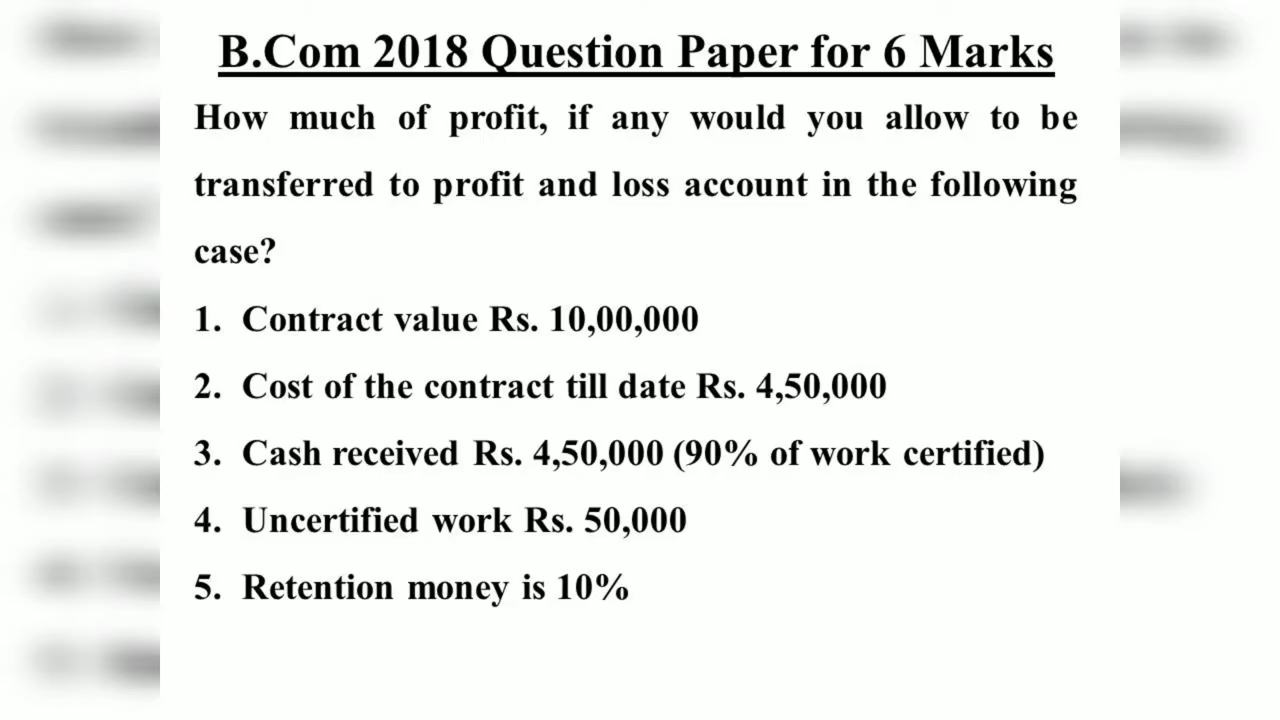 B.Com 2018 Question Paper for 6 Marks
How much of profit, if any would you allow to be
transferred to profit and loss account in the following
case?
1. Contract value Rs. 10,00,000
2. Cost of the contract till date Rs. 4,50,000
3. Cash received Rs. 4,50,000 (90% of work certified)
4. Uncertified work Rs. 50,000
5. Retention money is 10%